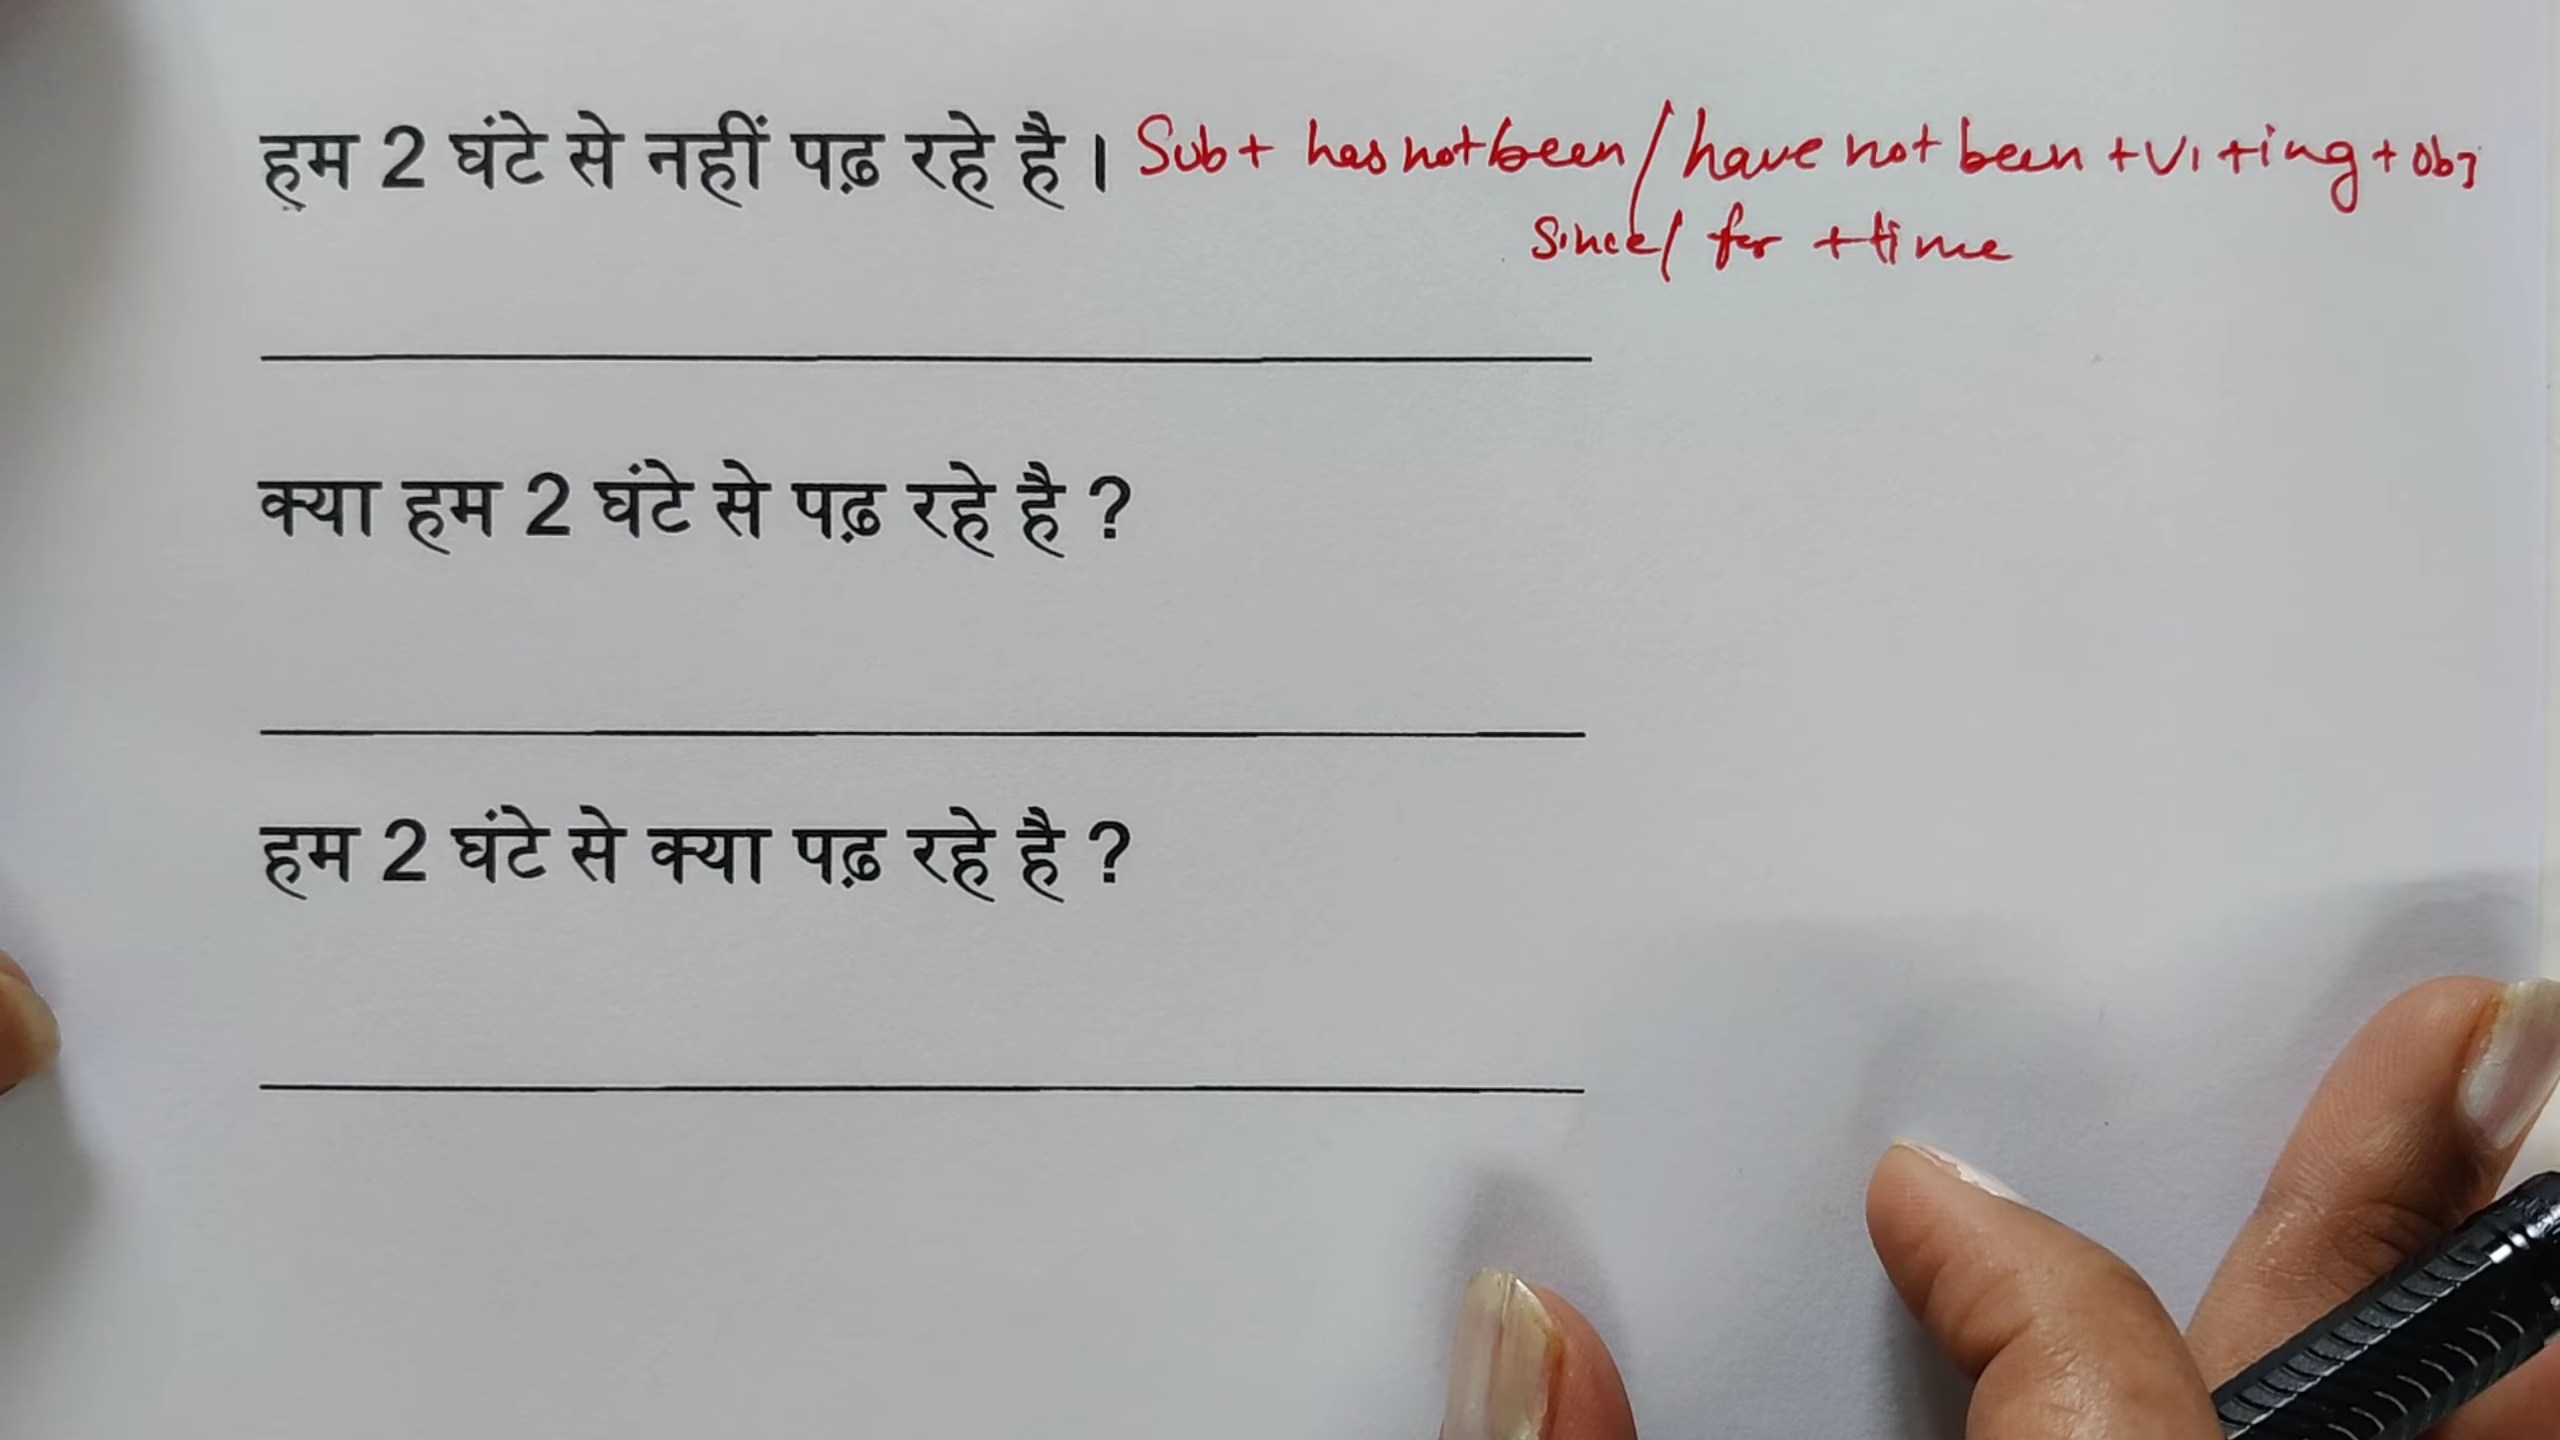 हम 2 घंटे से नहीं पढ़ रहे है । Sub + has not been / have not been + V1 + ing + Obj
Since / for + time
क्या हम 2 घंटे से पढ़ रहे है ?
हम 2 घंटे से क्या पढ़ रहे है ?